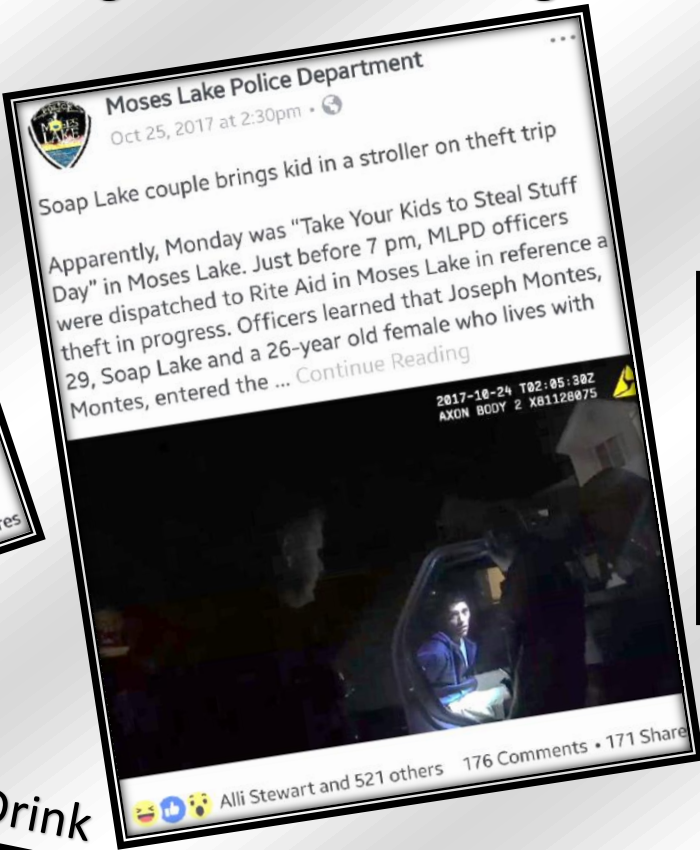 Moses Lake Police Department
Oct 25, 2017 at 2:30pm •
POLICE
MOSES
LAKE
Soap Lake couple brings kid in a stroller on theft trip
Apparently, Monday was "Take Your Kids to Steal Stuff
Day" in Moses Lake. Just before 7 pm, MLPD officers
were dispatched to Rite Aid in Moses Lake in reference a
theft in progress. Officers learned that Joseph Montes,
29, Soap Lake and a 26-year old female who lives with
Montes, entered the ... Continue Reading
2017-10-24 T02:05:30Z
AXON BODY 2 X81128075
Alli Stewart and 521 others 176 Comments • 171 Share
res
Drink